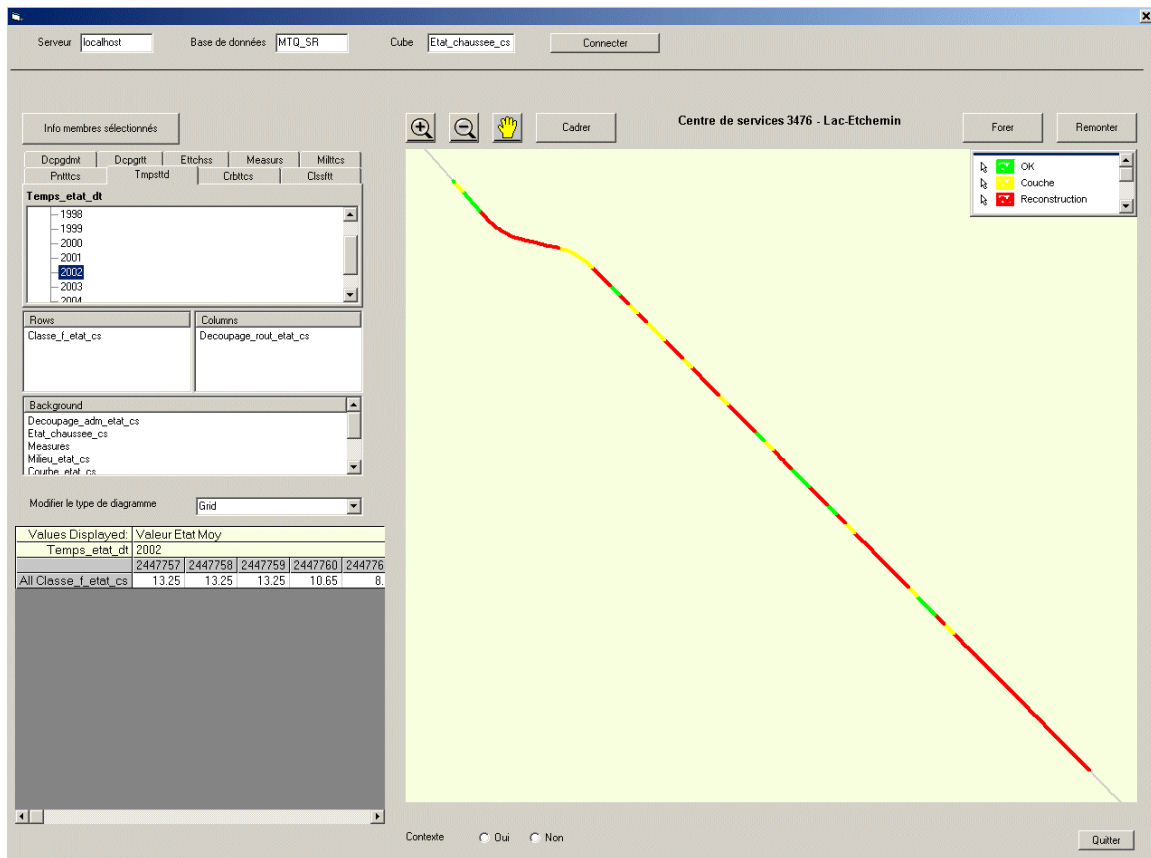 Serveur localhost Base de données MTQ_SR Cube Etat_chaussee_cs Connecter
Info membres sélectionnés
Cadrer Centre de services 3476 - Lac-Etchemin Forer Remonter
Dcpgdmt Dcpgrtt Ettchss Measurs Milttcs
Pntttcs Tmpsttd Crbttcs Clssftt
OK
Couche
Reconstruction
Temps_etat_dt
1998
1999
2000
2001
2002
2003
2004
Rows Columns
Classe_f_etat_cs Decoupage_rout_etat_cs
Background
Decoupage_adm_etat_cs
Etat_chaussee_cs
Measures
Milieu_etat_cs
Courbe_etat_cs
Modifier le type de diagramme Grid
Values Displayed: Valeur Etat Moy
Temps_etat_dt 2002
2447757 2447758 2447759 2447760 244776
All Classe_f_etat_cs 13.25 13.25 13.25 10.65 8.
Contexte Oui Non Quitter